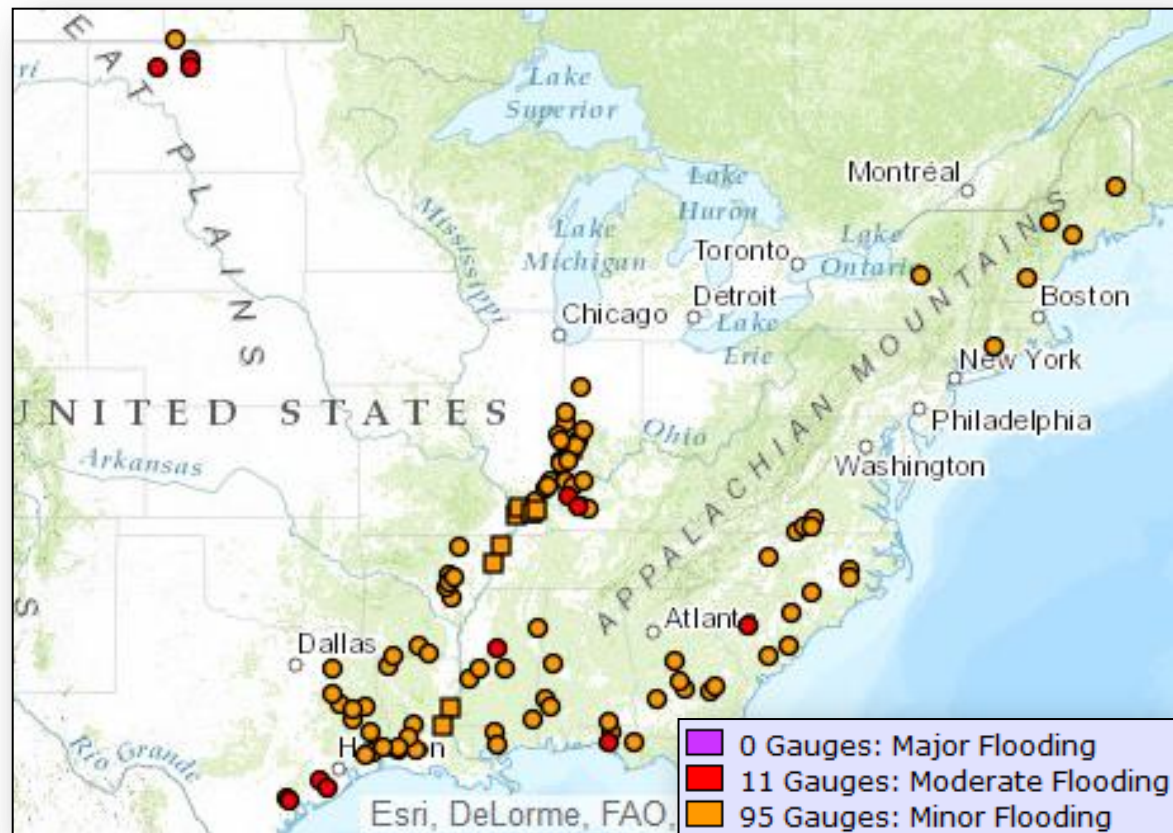 GREAT PLAINS
Lake
Superior
Montréal
Mississippi
Lake
Huron
Lake
Michigan
Toronto
Lake
Ontario
Detroit
Chicago
Boston
Lake
Erie
New York
UNITED STATES
Ohio
Philadelphia
Arkansas
Washington
APPALACHIAN MOUNTAINS
S
Atlanta
Dallas
Rio Grande
Houston
0 Gauges: Major Flooding
11 Gauges: Moderate Flooding
95 Gauges: Minor Flooding
Esri, DeLorme, FAO,